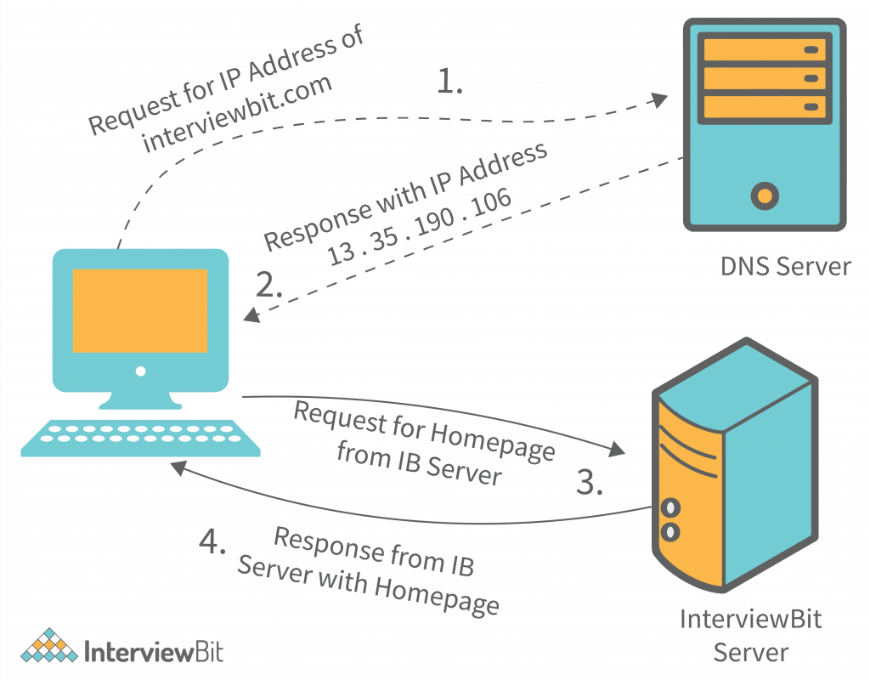 Request for IP Address of
interviewbit.com
1.
Response with IP Address
13 . 35 . 190 . 106
2.
DNS Server
Request for Homepage
from IB Server
3.
4.
Response from IB
Server with Homepage
InterviewBit
Server
InterviewBit